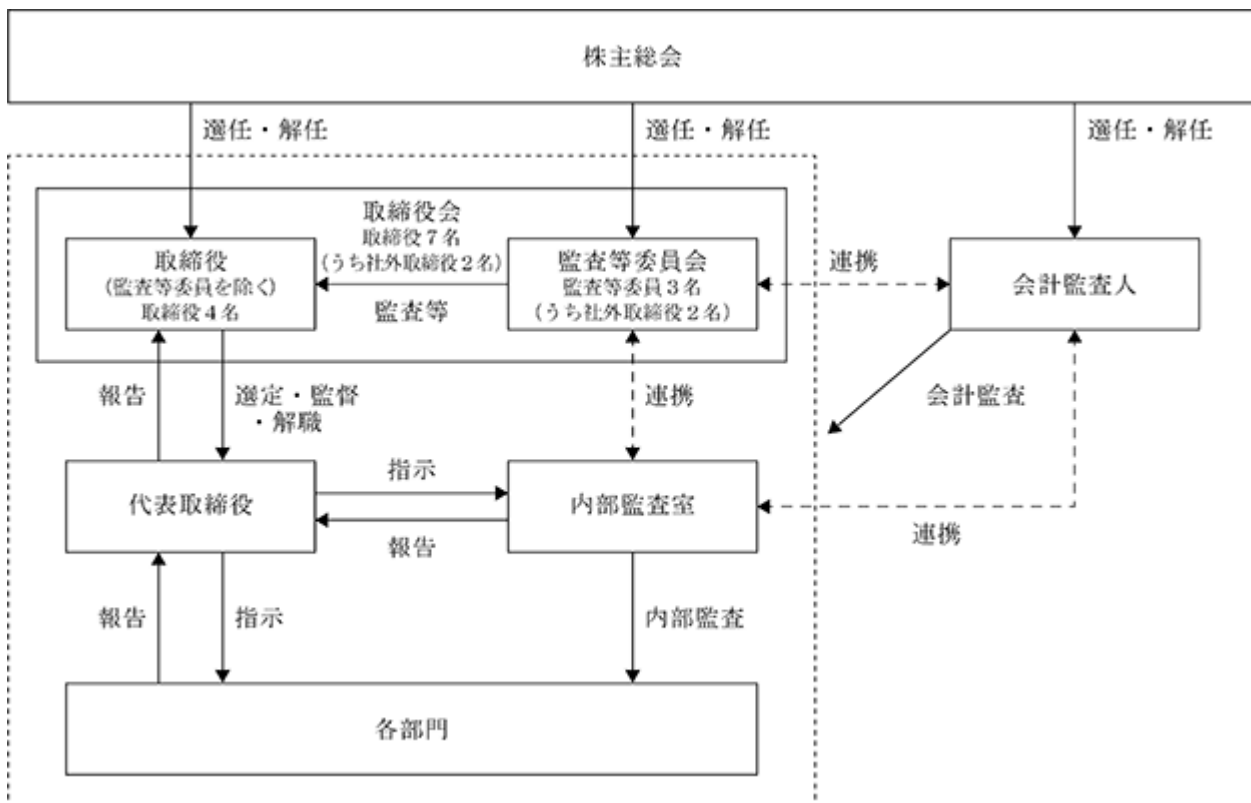 株主総会
選任・解任
選任・解任
選任・解任
取締役会
取締役7名
(うち社外取締役2名)
取締役
(監査等委員を除く)
取締役4名
監査等
監査等委員会
監査等委員3名
(うち社外取締役2名)
連携
会計監査人
報告
選定・監督
・解職
連携
会計監査
代表取締役
指示
報告
内部監査室
連携
報告
指示
内部監査
各部門